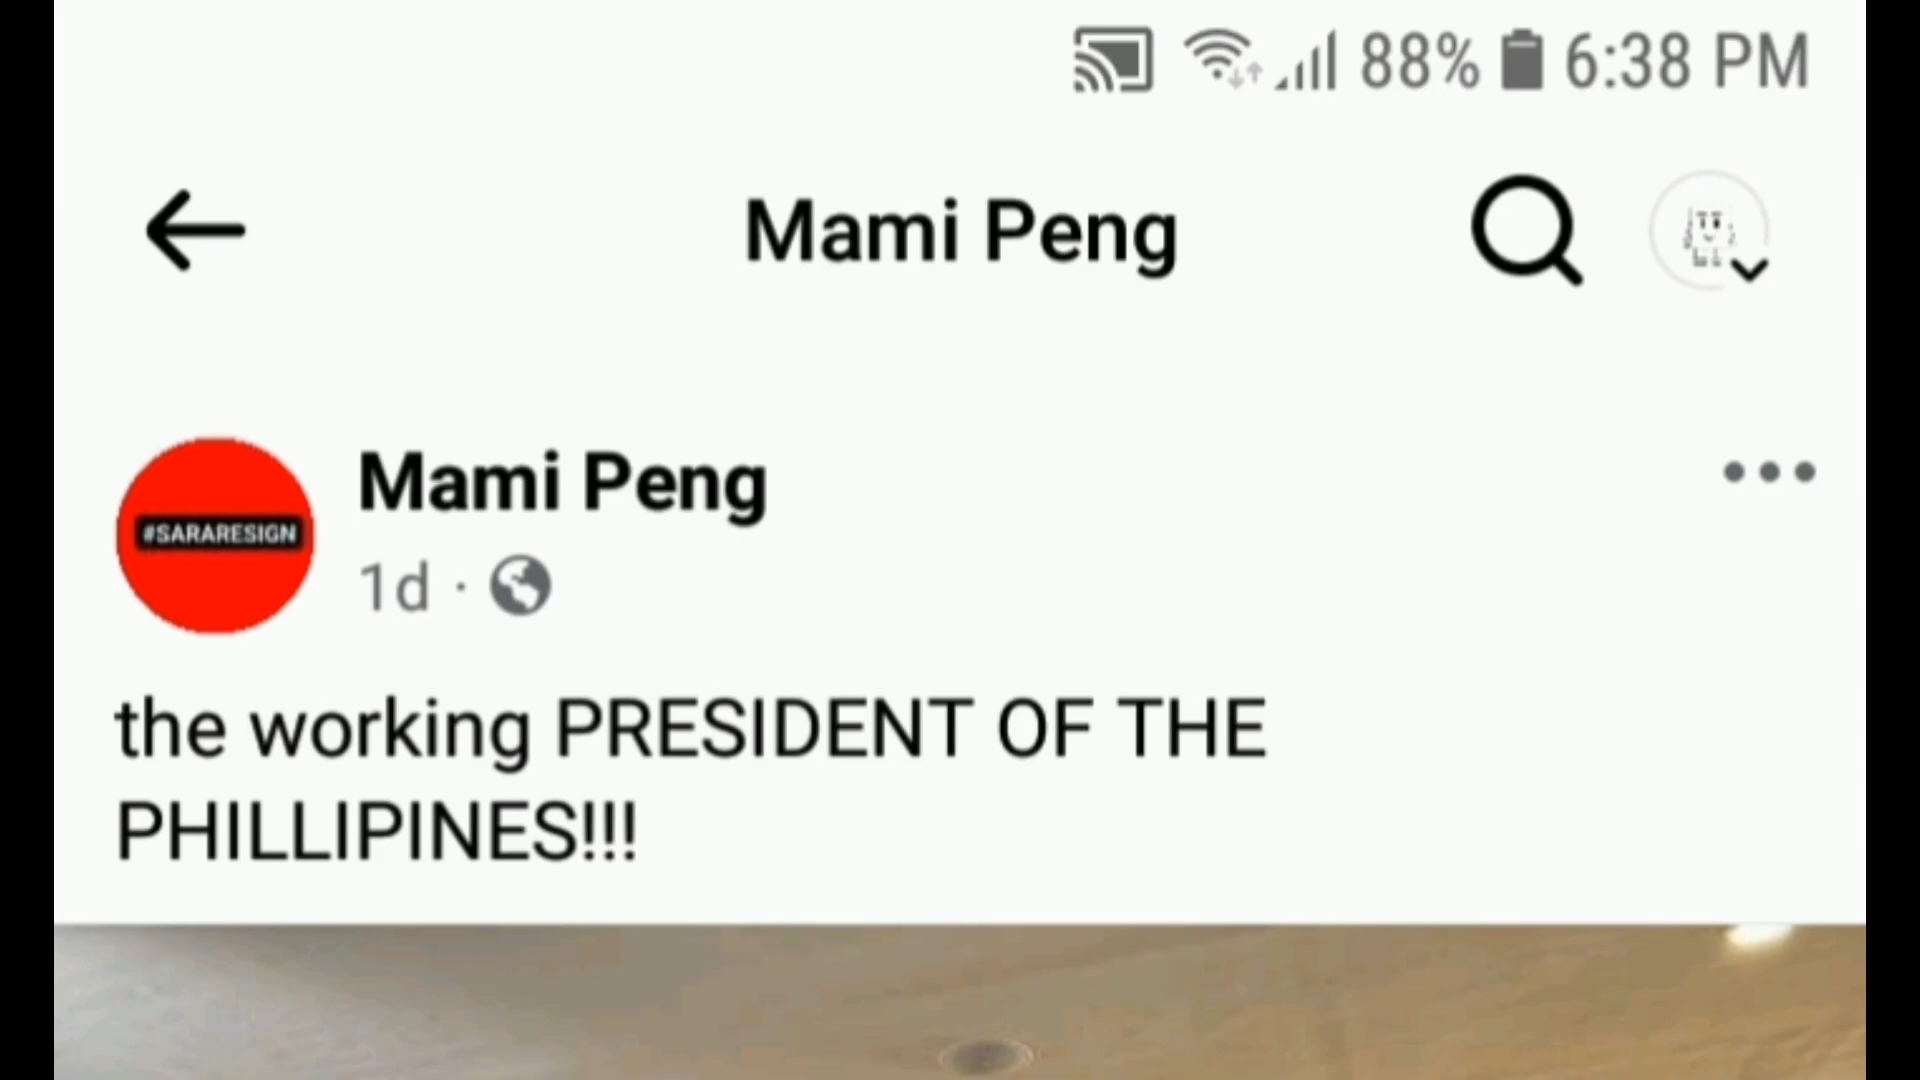 88% 6:38 PM
Mami Peng
#SARARESIGN
Mami Peng
1d ·
the working PRESIDENT OF THE
PHILLIPINES!!!